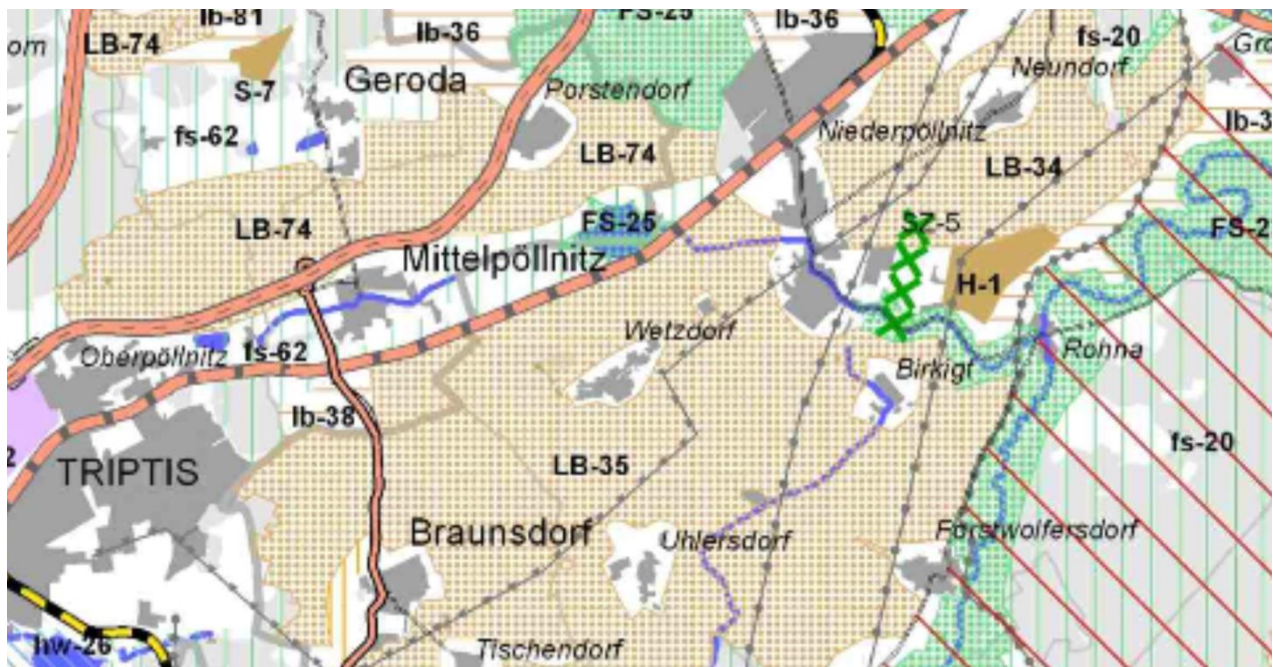 lb-81
FS-25
lb-36
LB-74
lb-36
fs-20
Geroda
Porstendorf
Neundorf
S-7
lb-3
fs-62
Niederpöllnitz
LB-74
LB-34
LB-74
FS-25
SZ-5
FS-2
Mittelpöllnitz
H-1
Oberpöllnitz
fs-62
Wetzdorf
Birkigt
Rohna
lb-38
fs-20
TRIPTIS
LB-35
Braunsdorf
Uhlersdorf
Forstwolfersdorf
hw-26
Tischendorf